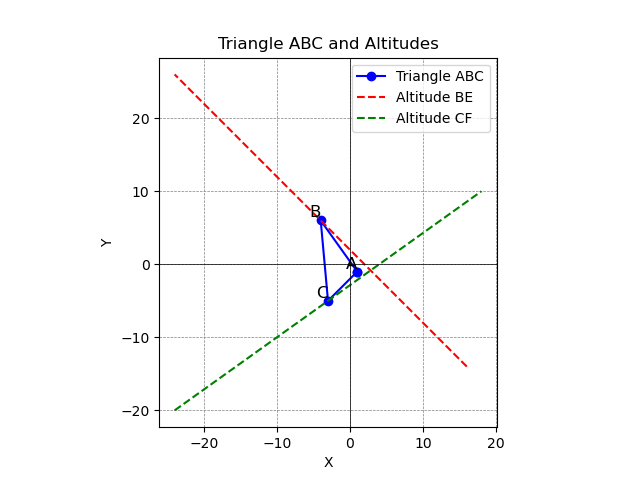 Triangle ABC and Altitudes
Triangle ABC
Altitude BE
Altitude CF
Y
20
10
0
−10
−20
B
A
C
−20
−10
0
10
20
X